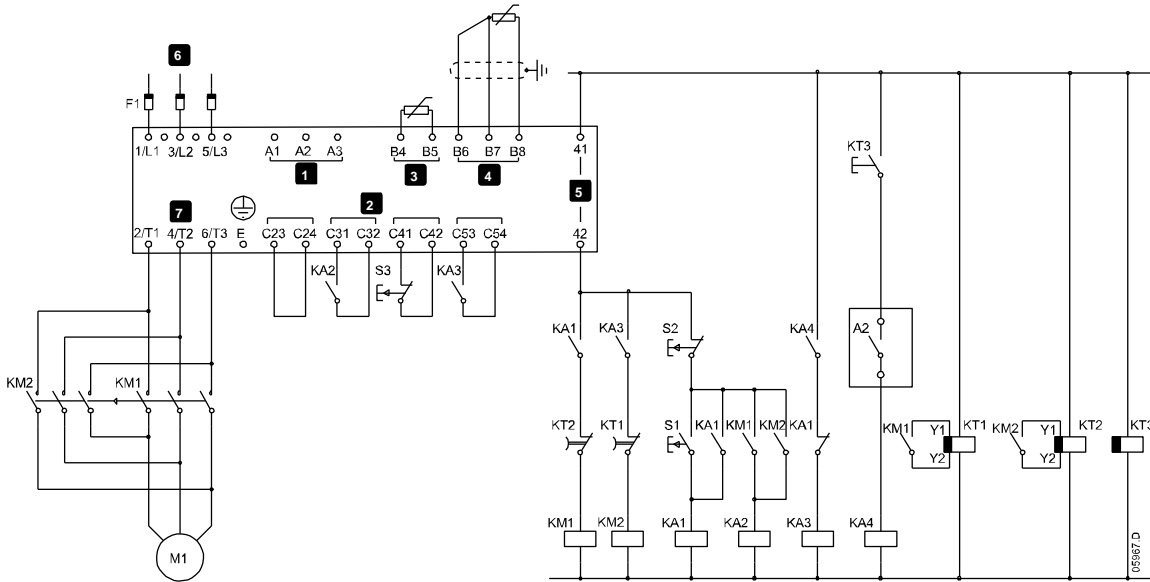 6
F1
1/L1 3/L2 5/L3 A1 A2 A3 B4 B5 B6 B7 B8 41
1 3 4
KT3
7 2 5
2/T1 4/T2 6/T3 E C23 C24 C31 C32 C41 C42 C53 C54 42
KA2 S3 KA3
KA1 KA3 S2 KA4 A2
KM2 KM1
KT2 KT1 S1 KA1 KM1 KM2 KA1 KM1 Y1 KT1 KM2 Y1 KT2 KT3
Y2 Y2
KM1 KM2 KA1 KA2 KA3 KA4
M1
05967.D